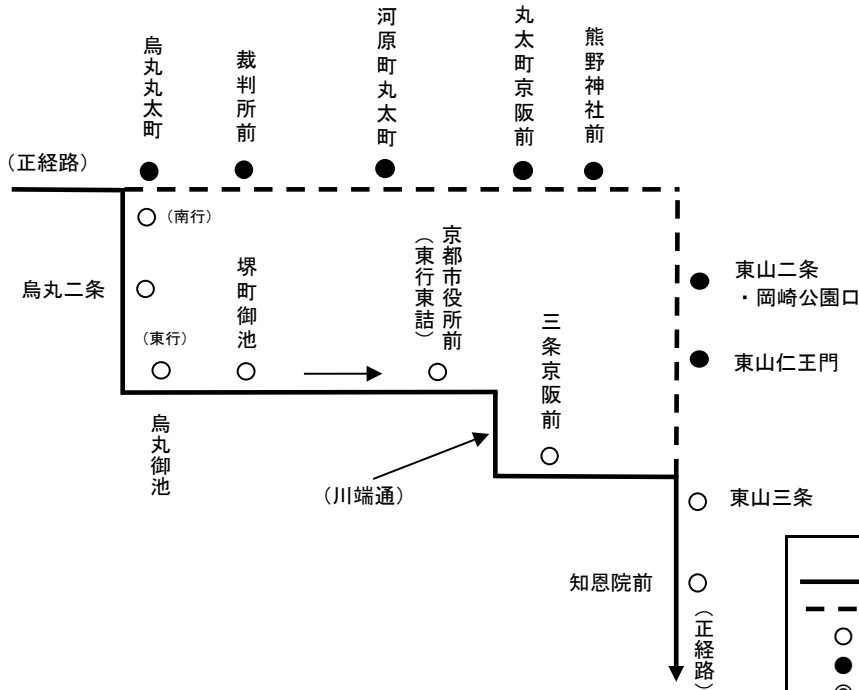 烏丸丸太町
裁判所前
河原町丸太町
丸太町京阪前
熊野神社前
（正経路）
（南行）
烏丸二条
（東行）
堺町御池
京都市役所前
（東行東詰）
三条京阪前
烏丸御池
（川端通）
東山二条
・岡崎公園口
東山仁王門
東山三条
知恩院前
（正経路）